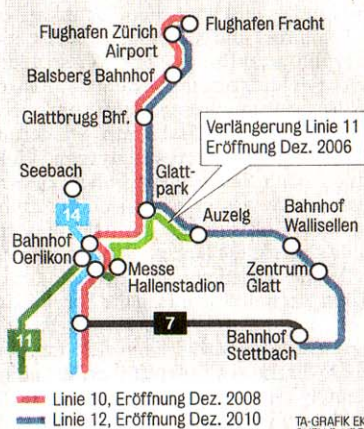 Flughafen Zürich
Airport
Flughafen Fracht
Balsberg Bahnhof
Glattbrugg Bhf.
Verlängerung Linie 11
Eröffnung Dez. 2006
Seebach
Glatt-
park
14
Auzelg
Bahnhof
Wallisellen
Bahnhof
Oerlikon
Messe
Hallenstadion
Zentrum
Glatt
7
11
Bahnhof
Stettbach
Linie 10, Eröffnung Dez. 2008
Linie 12, Eröffnung Dez. 2010
TA-GRAFIK